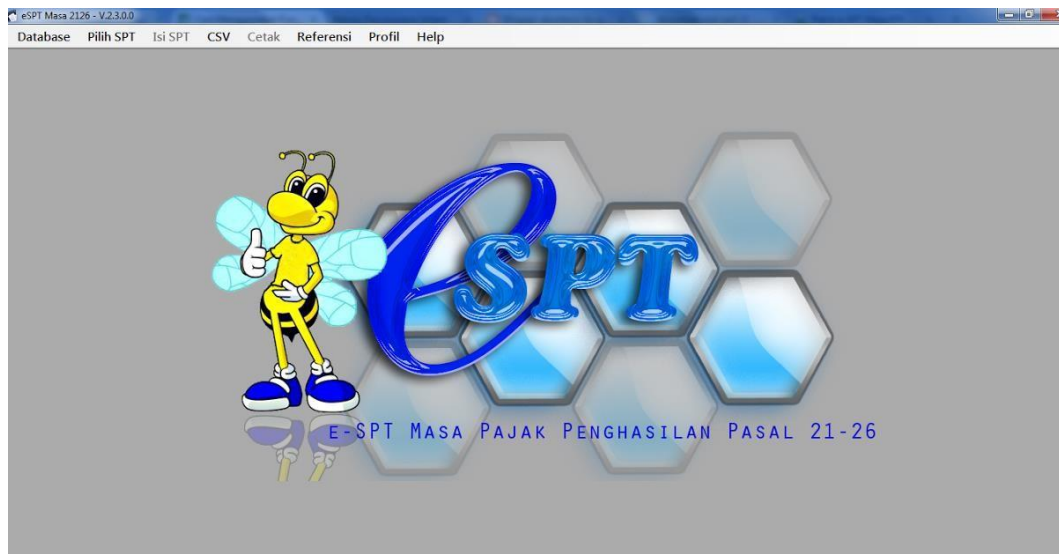 eSPT Masa 2126 - V.2.3.0.0
Database Pilih SPT Isi SPT CSV Cetak Referensi Profil Help
eSPT
e-SPT Masa Pajak Penghasilan Pasal 21-26